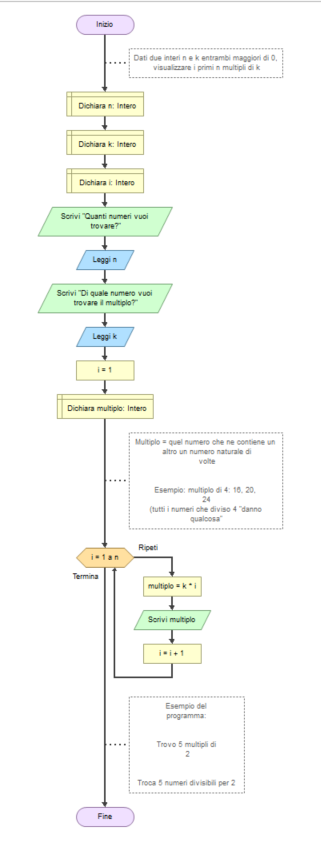 Inizio
Dati due interi n e k entrambi maggiori di 0,
visualizzare i primi n multipli di k
Dichiara n: Intero
Dichiara k: Intero
Dichiara i: Intero
Scrivi "Quanti numeri vuoi
trovare?"
Leggi n
Scrivi "Di quale numero vuoi
trovare il multiplo?"
Leggi k
i = 1
Dichiara multiplo: Intero
Multiplo = quel numero che ne contiene un
altro un numero naturale di
volte
Esempio: multiplo di 4: 16, 20,
24
(tutti i numeri che diviso 4 "danno
qualcosa"
i = 1 a n
Ripeti
Termina
multiplo = k * i
Scrivi multiplo
i = i + 1
Esempio del
programma:
Trovo 5 multipli di
2
Troca 5 numeri divisibili per 2
Fine